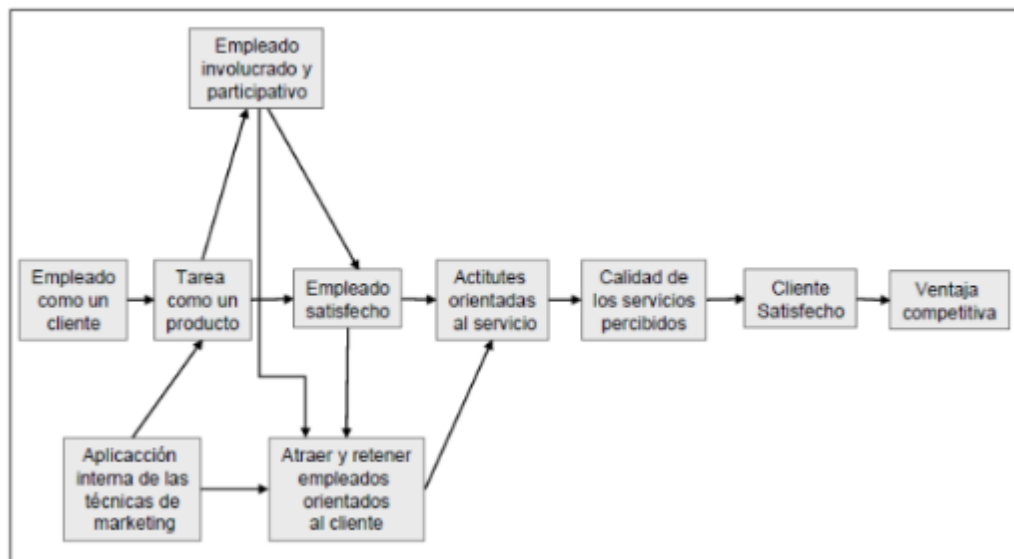 Empleado
involucrado y
participativo
Empleado
como un
cliente
Tarea
como un
producto
Empleado
satisfecho
Actitutes
orientadas
al servicio
Calidad de
los servicios
percibidos
Cliente
Satisfecho
Ventaja
competitiva
Aplicacción
interna de las
técnicas de
marketing
Atraer y retener
empleados
orientados
al cliente